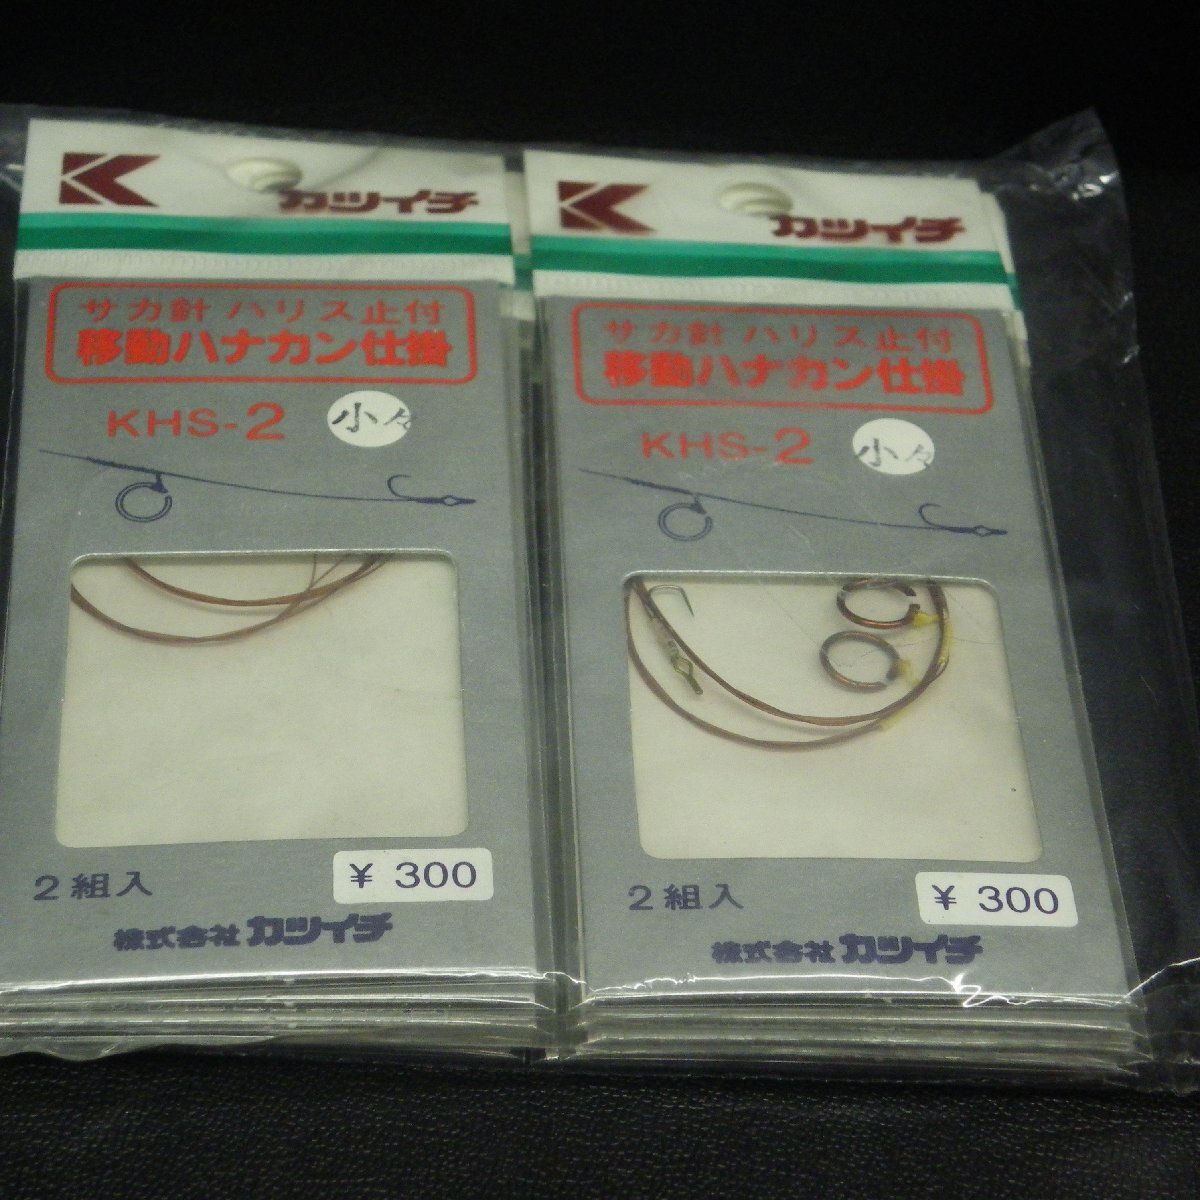 K カツイチ
サカ針 ハリス止付
移動ハナカン仕掛
KHS-2 小々
2組入 ¥ 300
株式会社 カツイチ
K カツイチ
サカ針 ハリス止付
移動ハナカン仕掛
KHS-2 小々
2組入 ¥ 300
株式会社 カツイチ